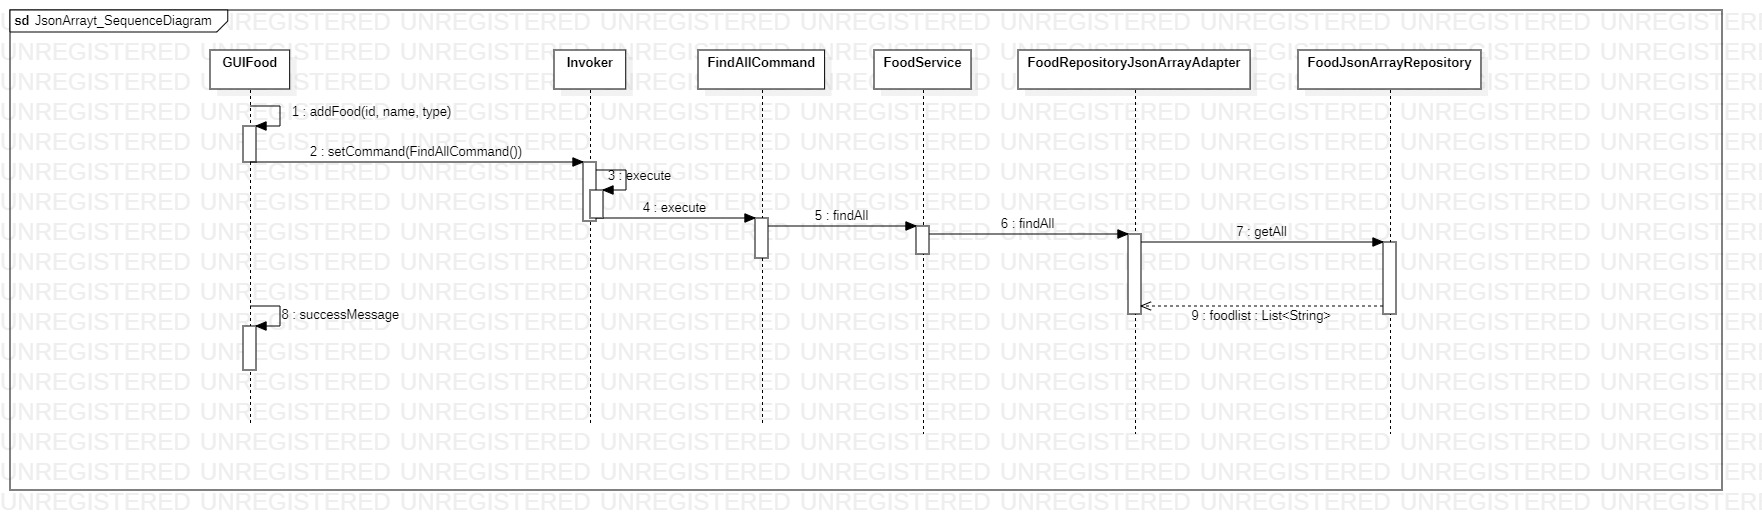 sd JsonArrayt_SequenceDiagram
GUIFood
Invoker
FindAllCommand
FoodService
FoodRepositoryJsonArrayAdapter
FoodJsonArrayRepository
1 : addFood(id, name, type)
2 : setCommand(FindAllCommand())
3 : execute
4 : execute
5 : findAll
6 : findAll
7 : getAll
8 : successMessage
9 : foodlist : List<String>
UNREGISTERED UNREGISTERED UNREGISTERED UNREGISTERED UNREGISTERED UNREGISTERED UNREGISTERED UNREGISTERED